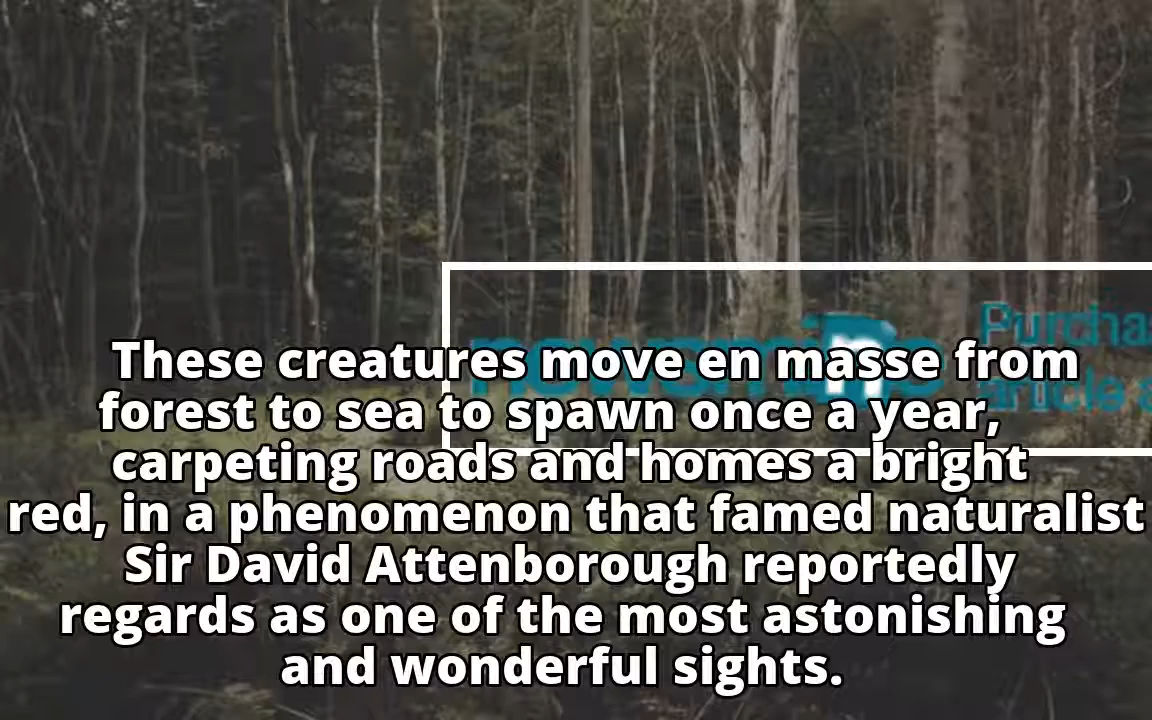 Purcha
These creatures move en masse from
forest to sea to spawn once a year,
carpeting roads and homes a bright
red, in a phenomenon that famed naturalist
Sir David Attenborough reportedly
regards as one of the most astonishing
and wonderful sights.